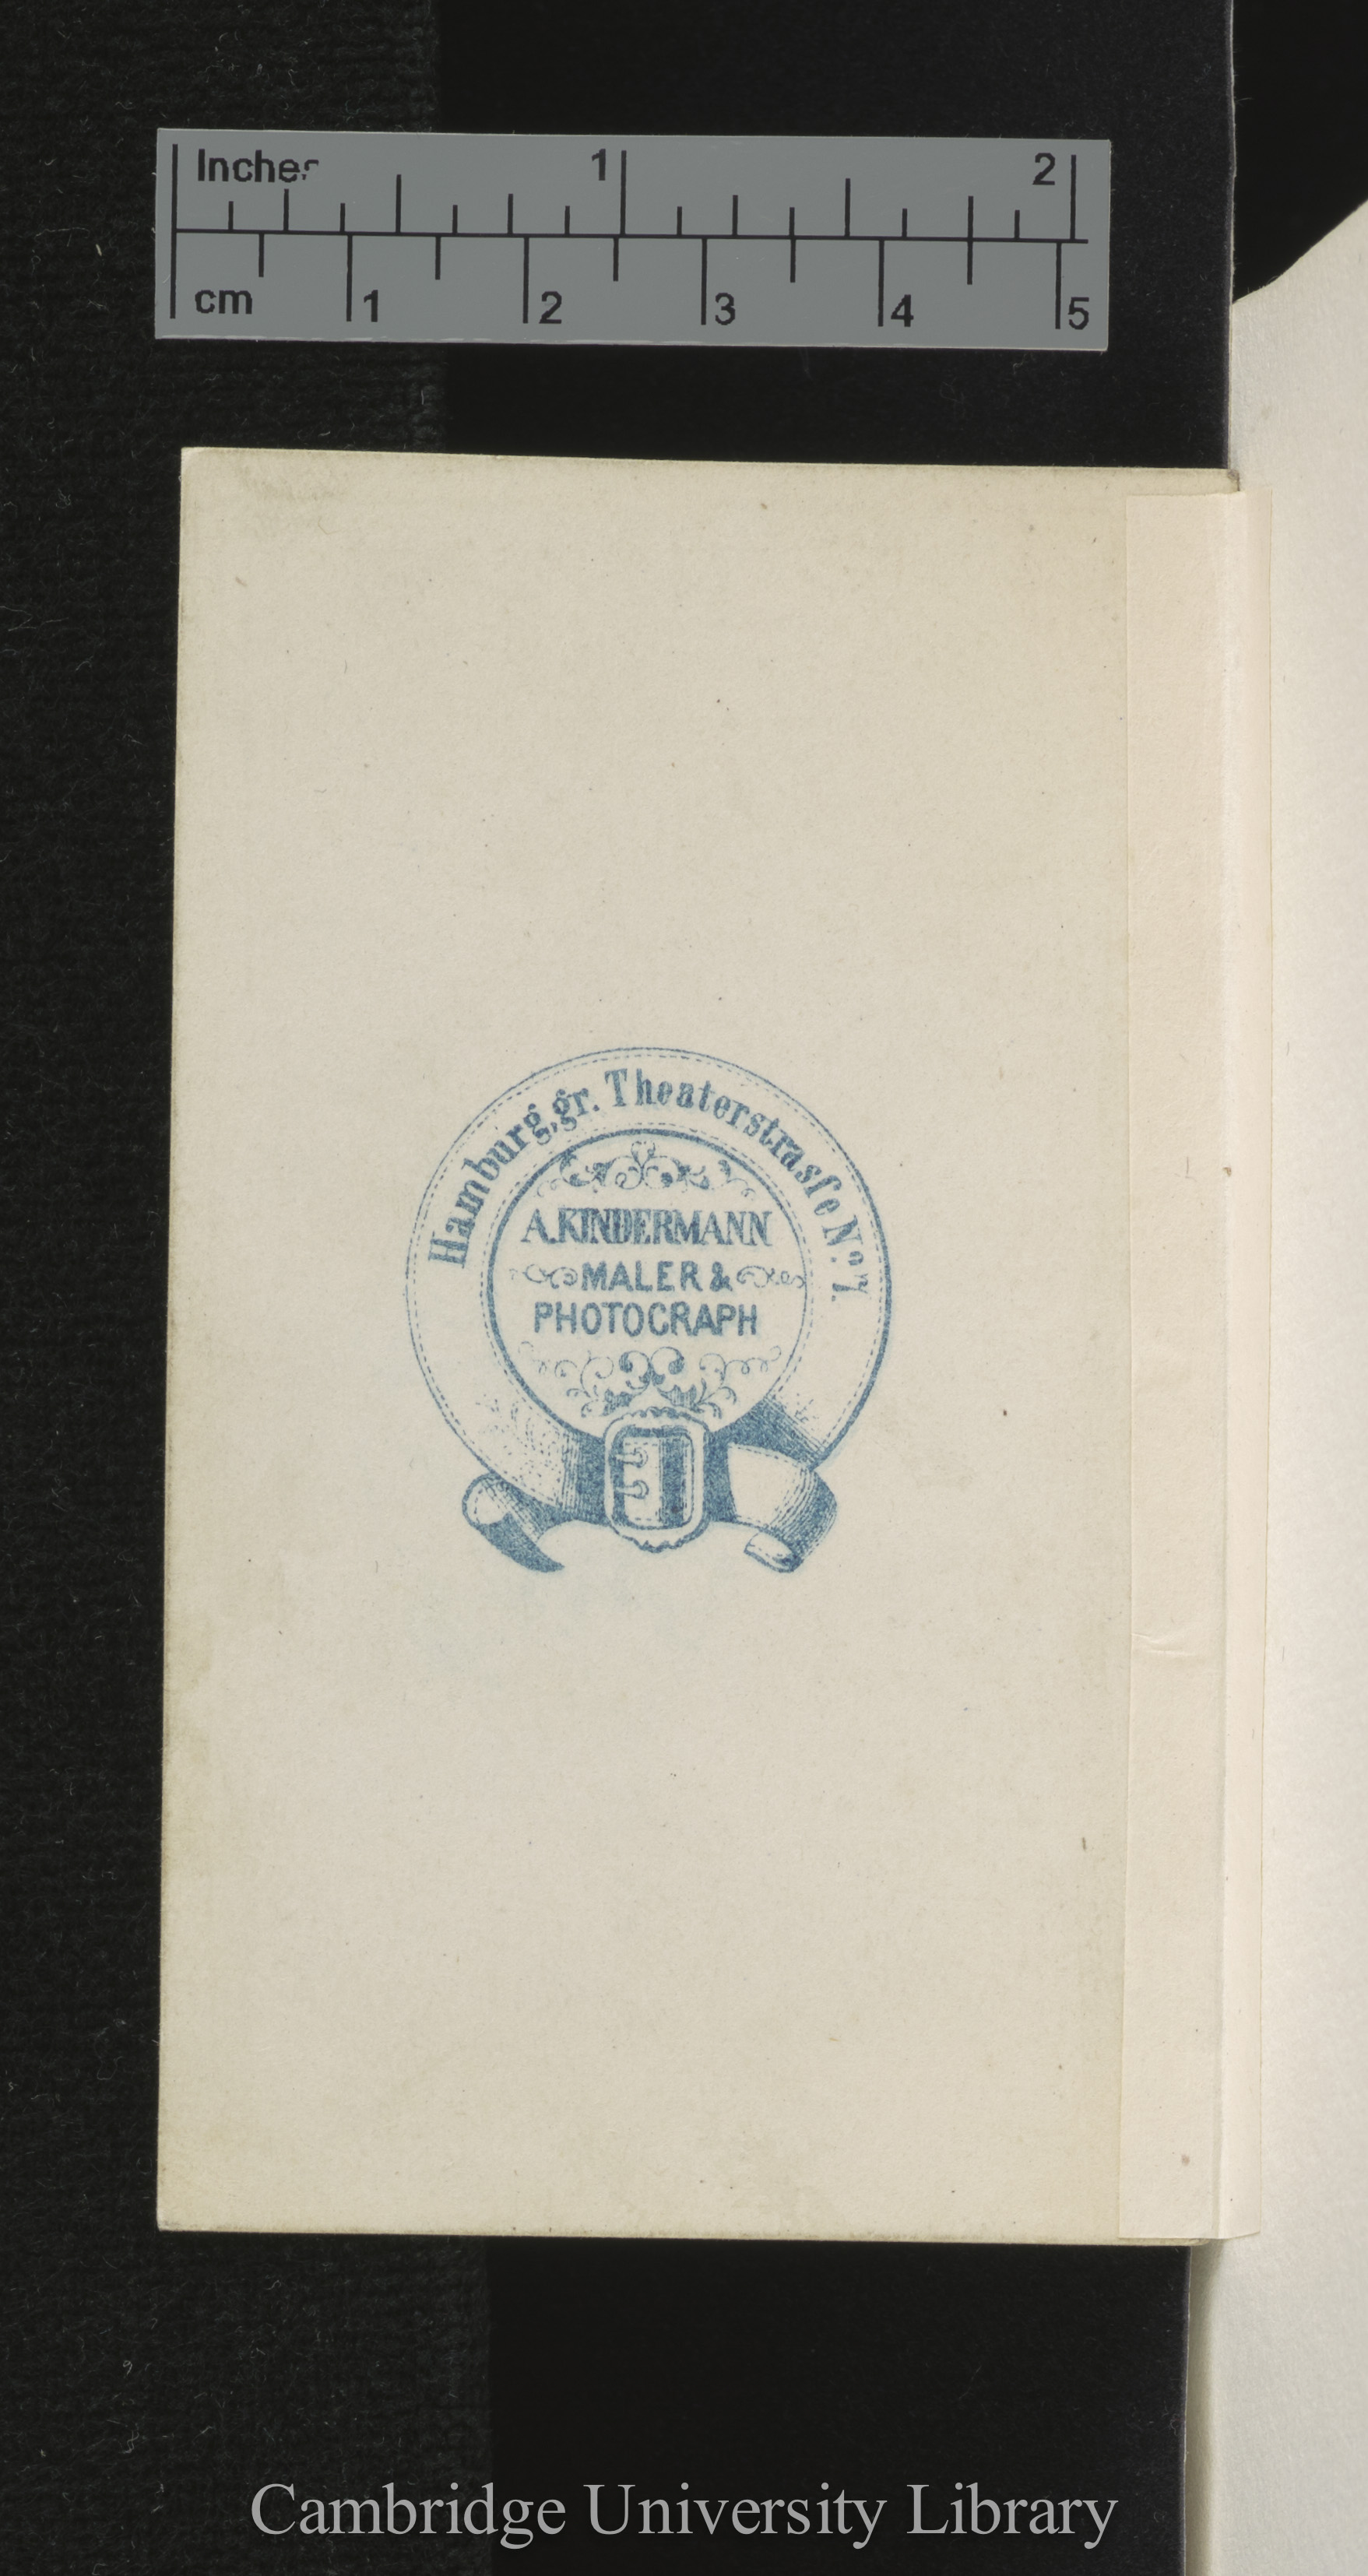 Inches 1 2
cm 1 2 3 4 5
Hamburg, gr. Theaterstrasſe No. 7.
A. KINDERMANN
MALER &
PHOTOGRAPH
Cambridge University Library